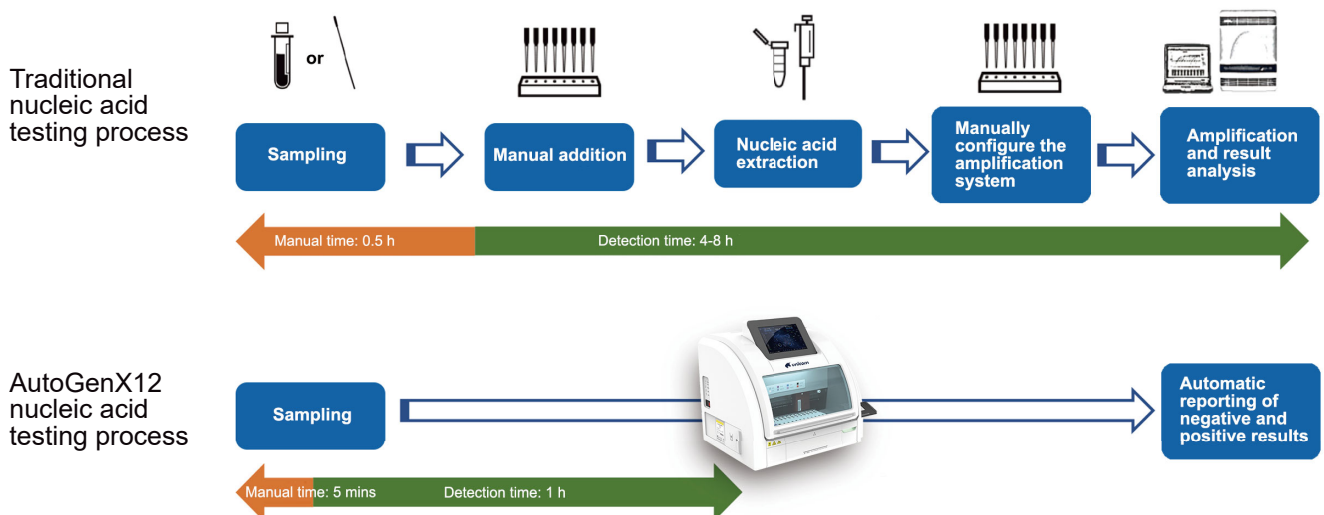 Traditional
nucleic acid
testing process
or
Sampling
Manual addition
Nucleic acid
extraction
Manually
configure the
amplification
system
Amplification
and result
analysis
Manual time: 0.5 h
Detection time: 4-8 h
AutoGenX12
nucleic acid
testing process
Sampling
Automatic
reporting of
negative and
positive results
Manual time: 5 mins
Detection time: 1 h